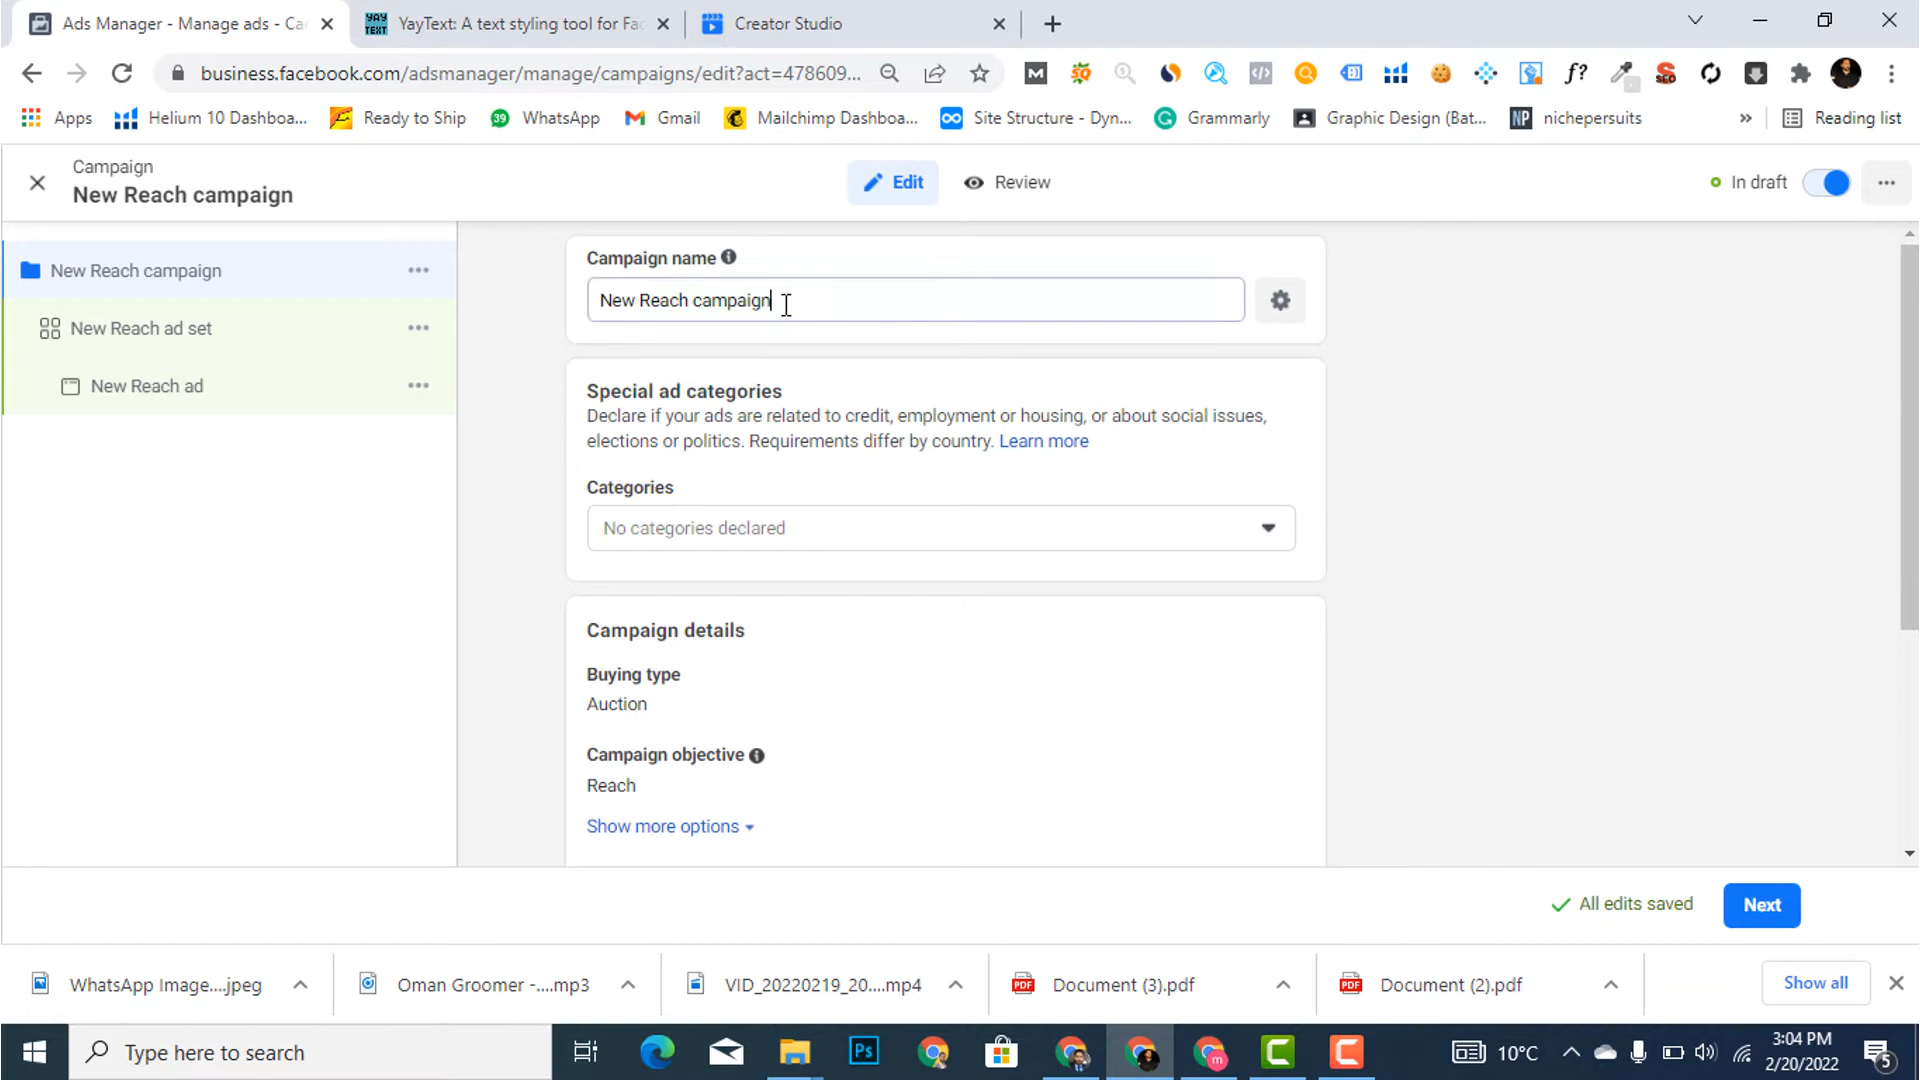 Ads Manager - Manage ads - Ca
YayText: A text styling tool for Fac
Creator Studio
business.facebook.com/adsmanager/manage/campaigns/edit?act=478609...
Apps
Helium 10 Dashboa...
Ready to Ship
39
WhatsApp
Gmail
Mailchimp Dashboa...
Site Structure - Dyn...
Grammarly
Graphic Design (Bat...
NP
nichepersuits
»
Reading list
Campaign
New Reach campaign
Edit
Review
In draft
New Reach campaign
New Reach ad set
New Reach ad
Campaign name
New Reach campaign
Special ad categories
Declare if your ads are related to credit, employment or housing, or about social issues,
elections or politics. Requirements differ by country. Learn more
Categories
No categories declared
Campaign details
Buying type
Auction
Campaign objective
Reach
Show more options
All edits saved
Next
WhatsApp Image....jpeg
Oman Groomer -....mp3
VID_20220219_20....mp4
PDF
Document (3).pdf
PDF
Document (2).pdf
Show all
Type here to search
Ps
10°C
3:04 PM
2/20/2022
5